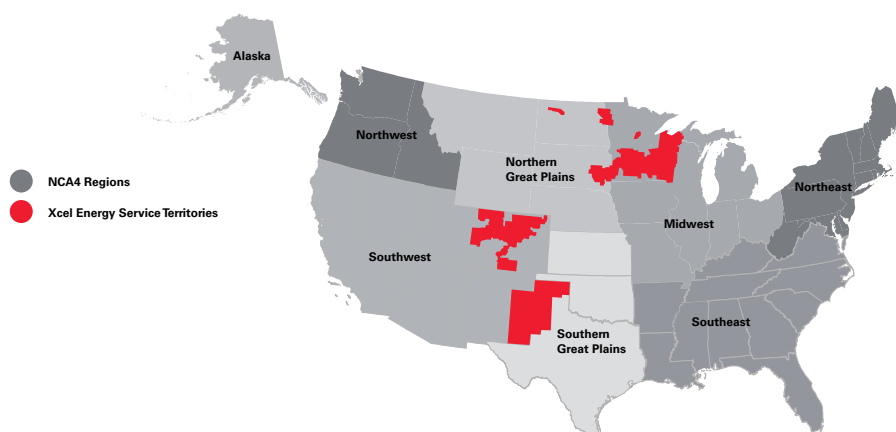 Alaska
Northwest
Northern
Great Plains
Northeast
NCA4 Regions
Xcel Energy Service Territories
Midwest
Southwest
Southeast
Southern
Great Plains